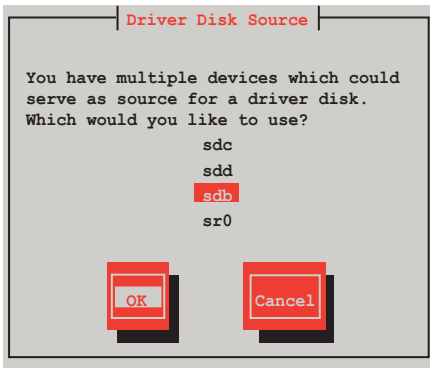 Driver Disk Source
You have multiple devices which could
serve as source for a driver disk.
Which would you like to use?
sdc
sdd
sdb
sr0
OK Cancel